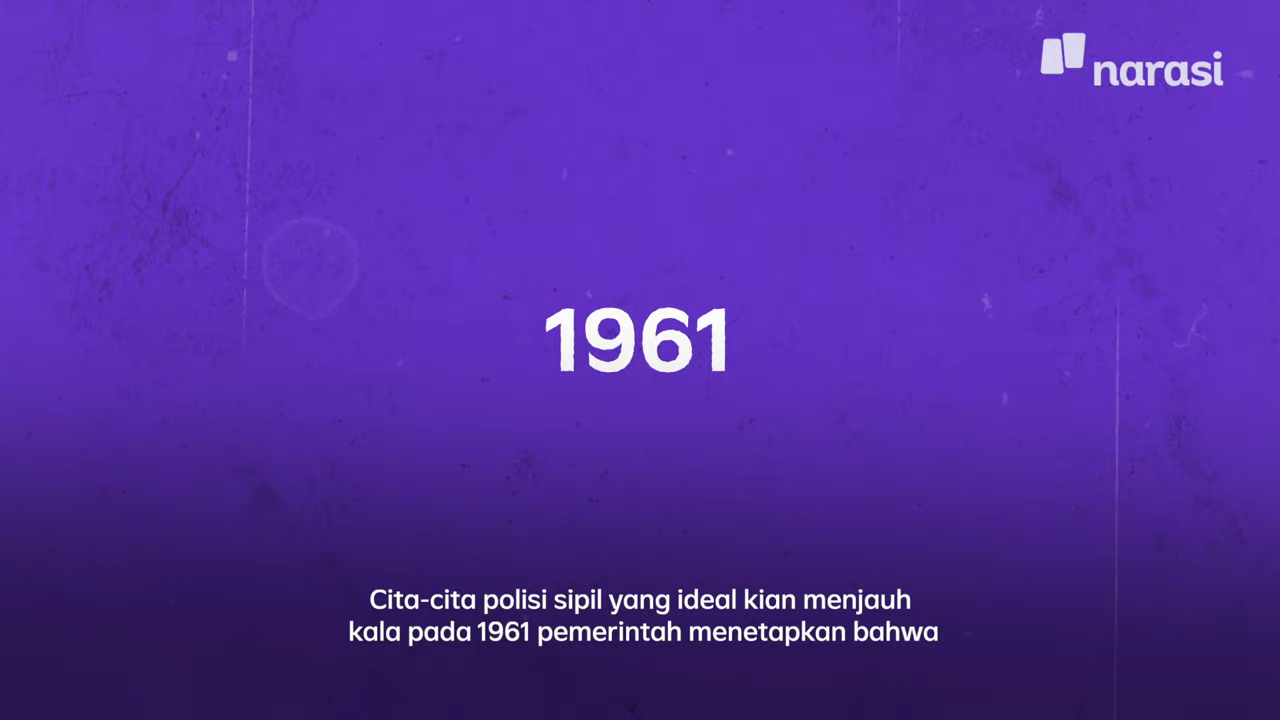 narasi
1961
Cita-cita polisi sipil yang ideal kian menjauh
kala pada 1961 pemerintah menetapkan bahwa